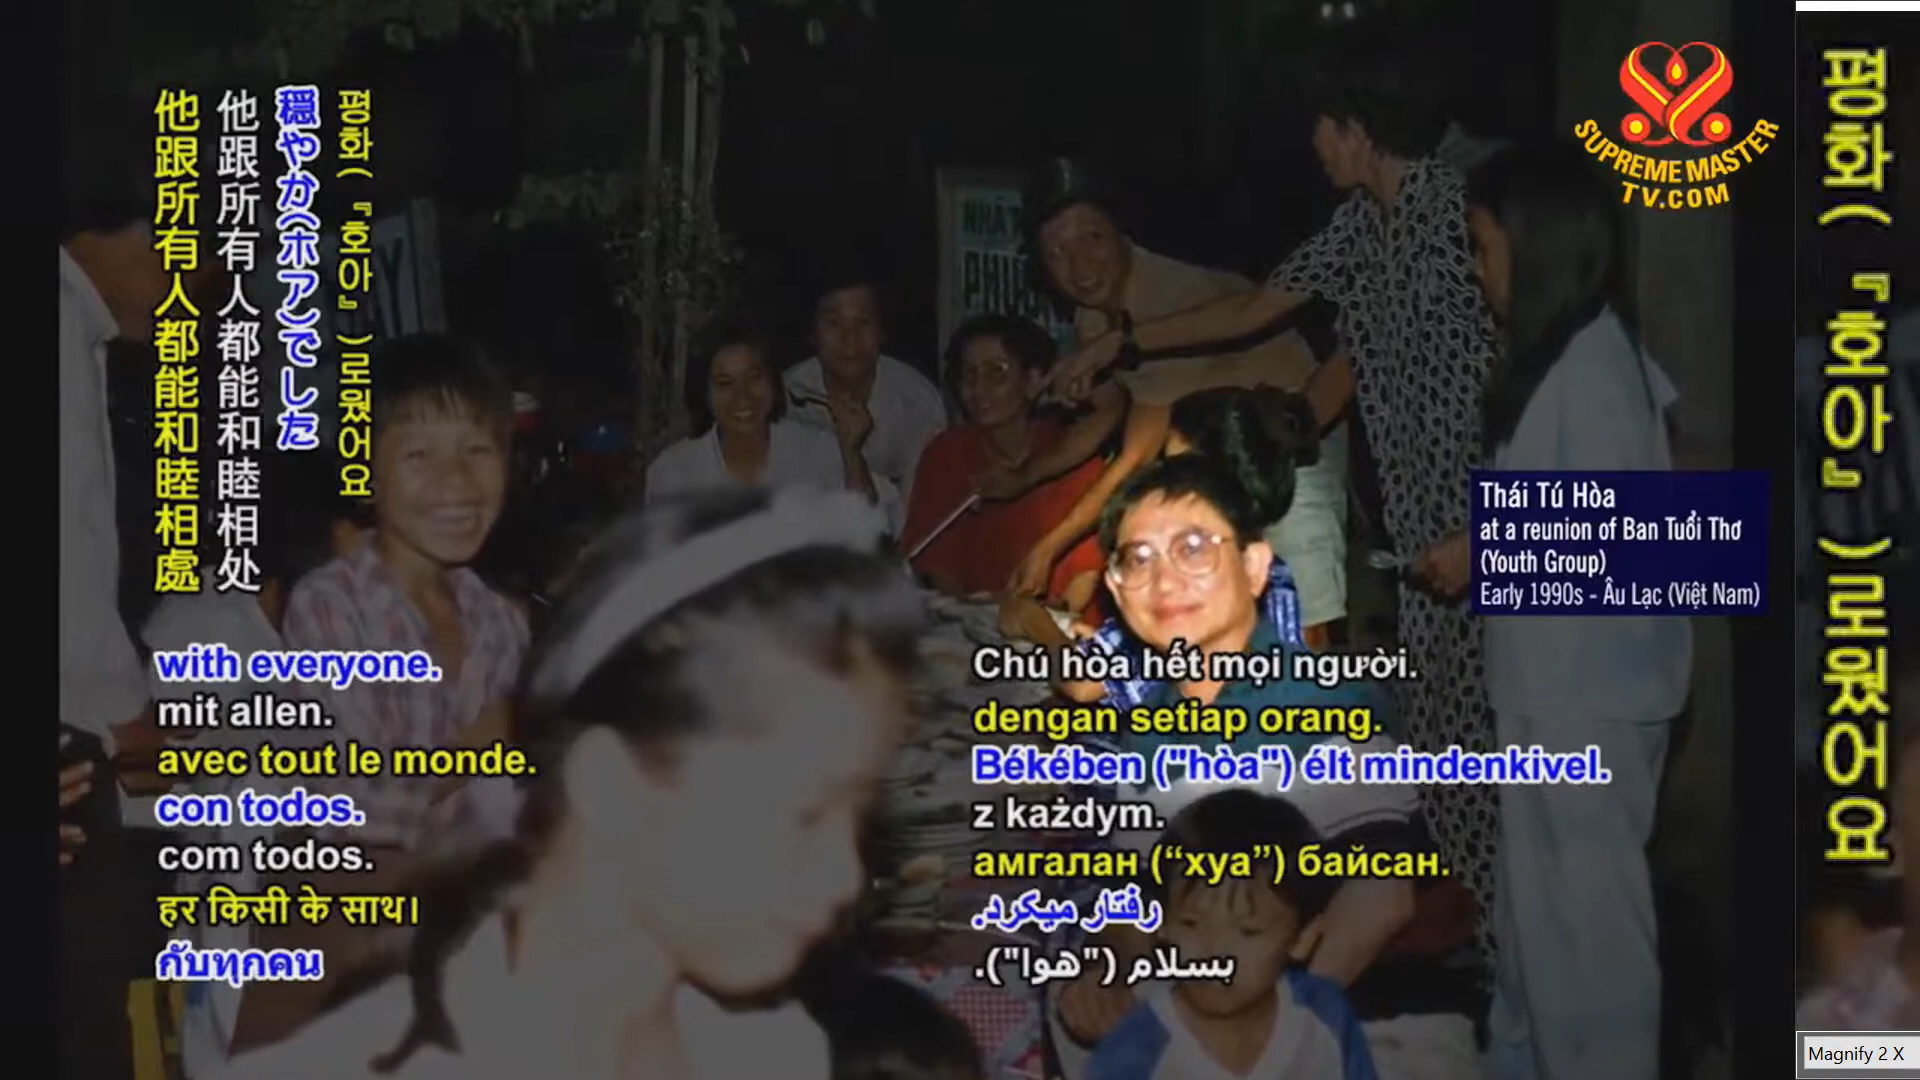 평화(『호아』)로웠어요
穏やか(ホア)でした
他跟所有人都能和睦相处
他跟所有人都能和睦相處
with everyone.
mit allen.
avec tout le monde.
con todos.
com todos.
हर किसी के साथ।
กับทุกคน
Chú hòa hết mọi người.
dengan setiap orang.
Békében ("hòa") élt mindenkivel.
z każdym.
амгалан (“хуа”) байсан.
رفتار میکرد.
بسلام ("هوا").
SUPREME MASTER
TV.COM
Thái Tú Hòa
at a reunion of Ban Tuổi Thơ
(Youth Group)
Early 1990s - Âu Lạc (Việt Nam)
평화(『호아』)로웠어요
Magnify 2 X